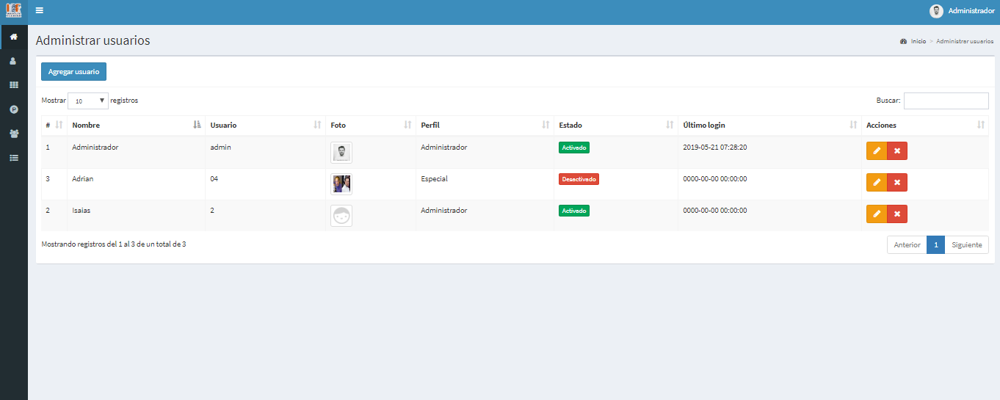 Administrador
Administrar usuarios
Inicio > Administrar usuarios
Agregar usuario
Mostrar 10 registros
Buscar:
# Nombre Usuario Foto Perfil Estado Último login Acciones
1 Administrador admin Administrador Activado 2019-05-21 07:28:20
3 Adrian 04 Especial Desactivado 0000-00-00 00:00:00
2 Isaias 2 Administrador Activado 0000-00-00 00:00:00
Mostrando registros del 1 al 3 de un total de 3
Anterior 1 Siguiente